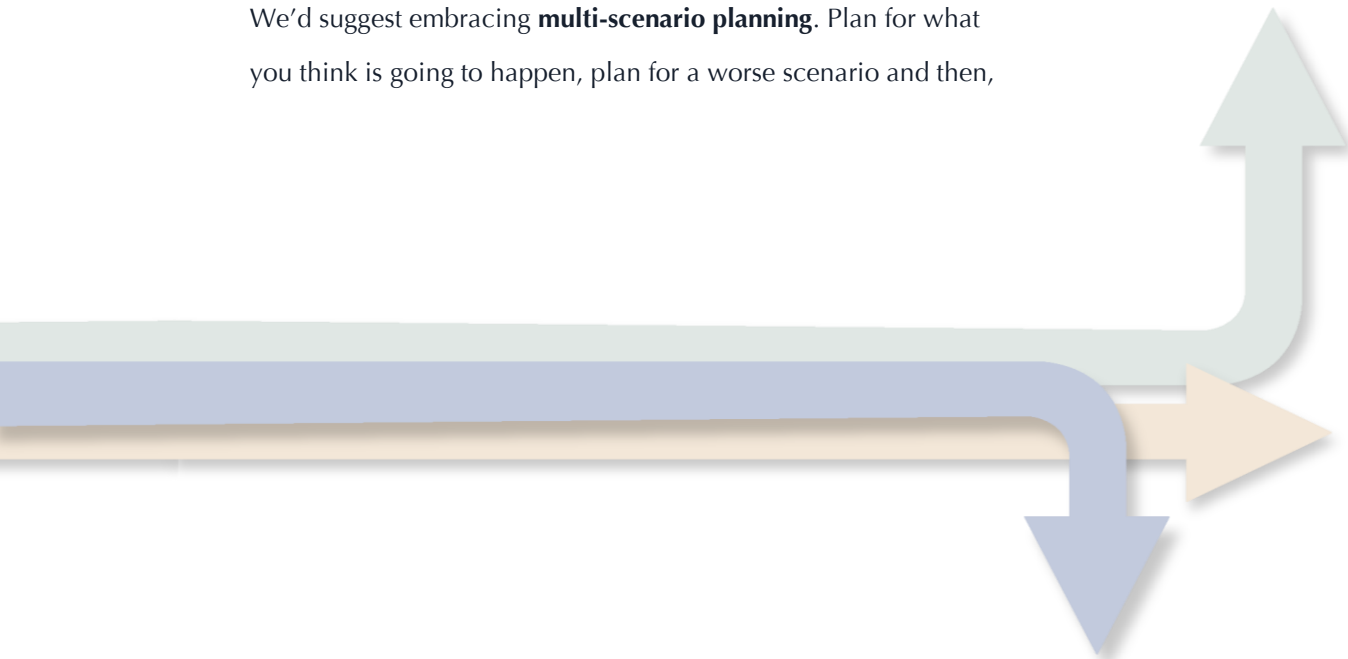 We’d suggest embracing multi-scenario planning. Plan for what
you think is going to happen, plan for a worse scenario and then,